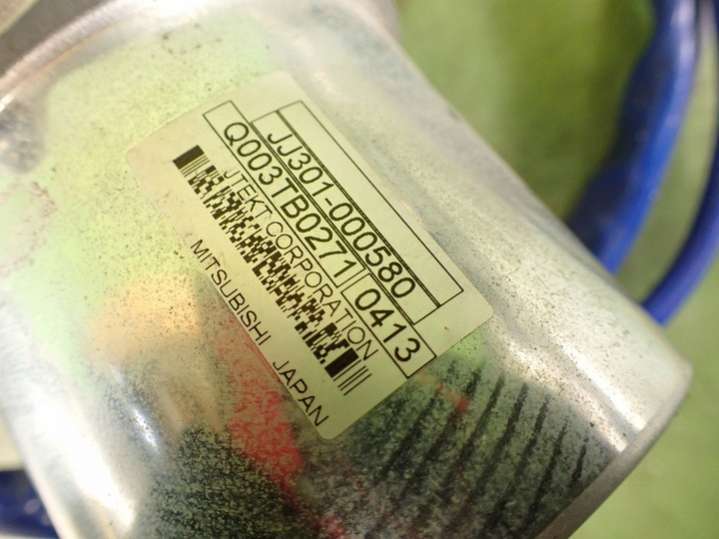 JJ301-000580
Q003TB0271 0413
JTEKT CORPORATION
MITSUBISHI JAPAN